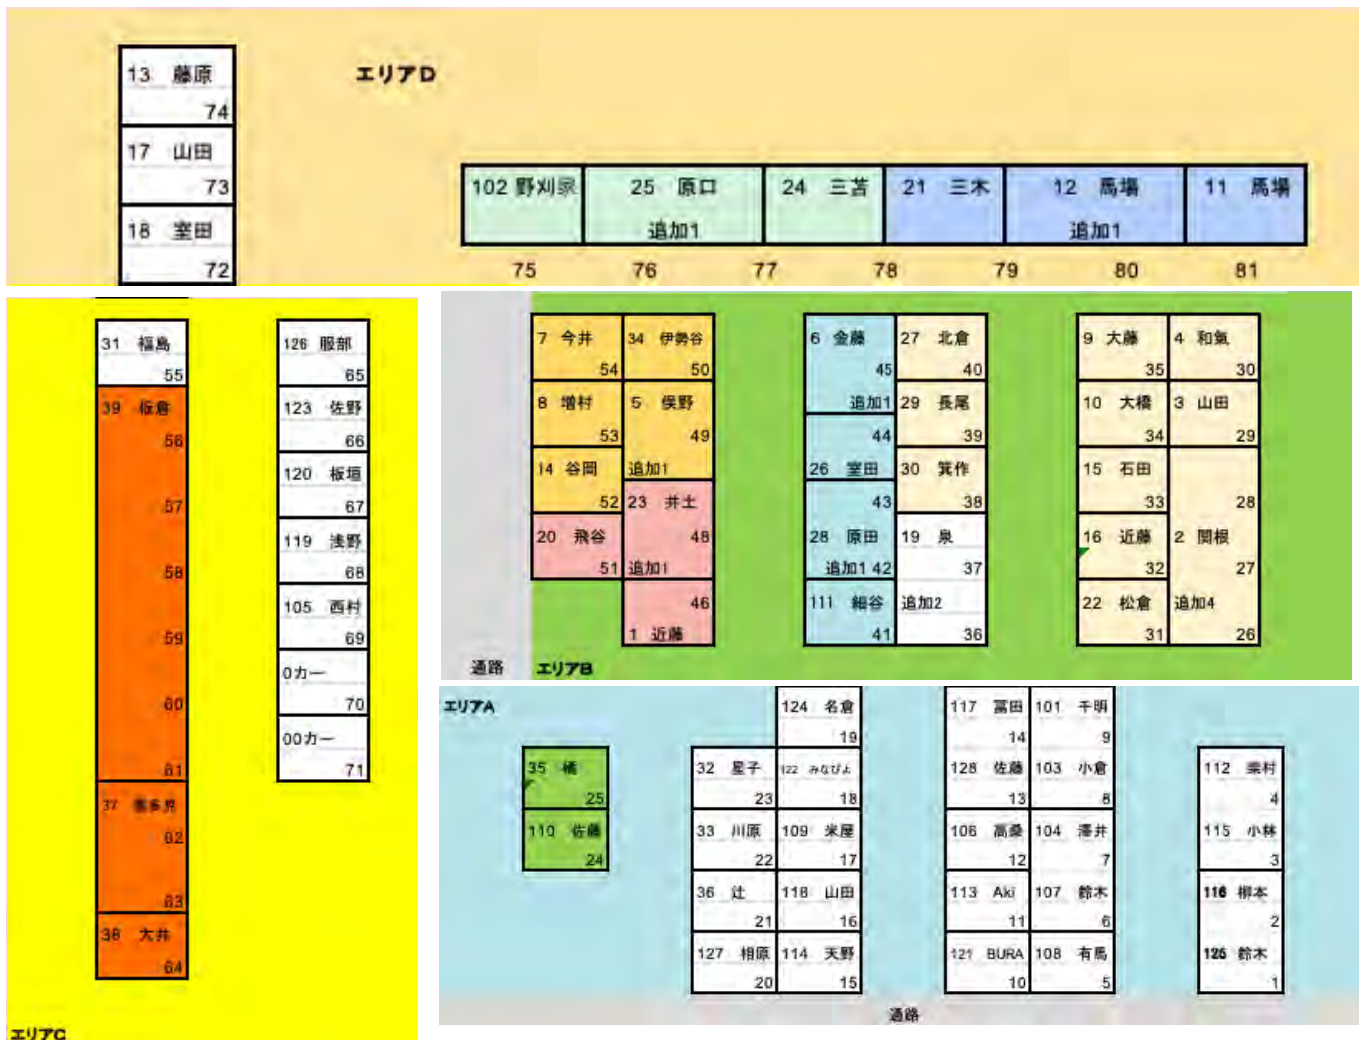 13 藤原
74
エリアD
17 山田
73
18 室田
72
102 野刈家
25 原口
追加1
24 三苫
21 三木
12 馬場
追加1
11 馬場
75 76 77 78 79 80 81
31 福島
55
39 板倉
56
57
58
59
60
61
37 喜多見
62
63
38 大井
64
エリアC
126 服部
65
123 佐野
66
120 板垣
67
119 浅野
68
105 西村
69
0カー
70
00カー
71
7 今井
54
8 増村
53
14 谷岡
52
20 飛谷
51
34 伊勢谷
50
5 俣野
49
追加1
23 井土
48
追加1
46
1 近藤
通路
エリアB
6 金藤
45
追加1
44
26 室田
43
28 原田
追加1 42
111 細谷
41
27 北倉
40
29 長尾
39
30 箕作
38
19 泉
37
追加2
36
9 大藤
35
10 大橋
34
15 石田
33
16 近藤
32
22 松倉
31
4 和氣
30
3 山田
29
28
2 関根
27
追加4
26
エリアA
35 橘
25
110 佐藤
24
32 星子
23
33 川原
22
36 辻
21
127 相原
20
124 名倉
19
122 みなぴよ
18
109 米屋
17
118 山田
16
114 天野
15
117 冨田
14
128 佐藤
13
106 高桑
12
113 Aki
11
121 BURA
10
101 千明
9
103 小倉
8
104 澤井
7
107 鈴木
6
108 有馬
5
112 柴村
4
115 小林
3
116 柳本
2
125 鈴木
1
通路